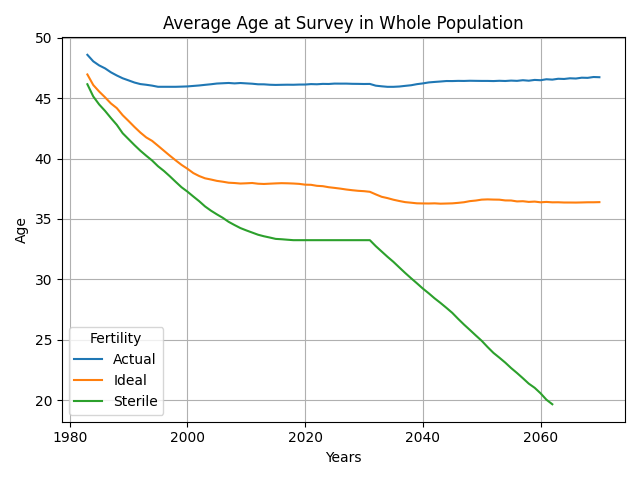 Average Age at Survey in Whole Population
50
45
40
35
30
25
20
Age
Fertility
Actual
Ideal
Sterile
1980 2000 2020 2040 2060
Years